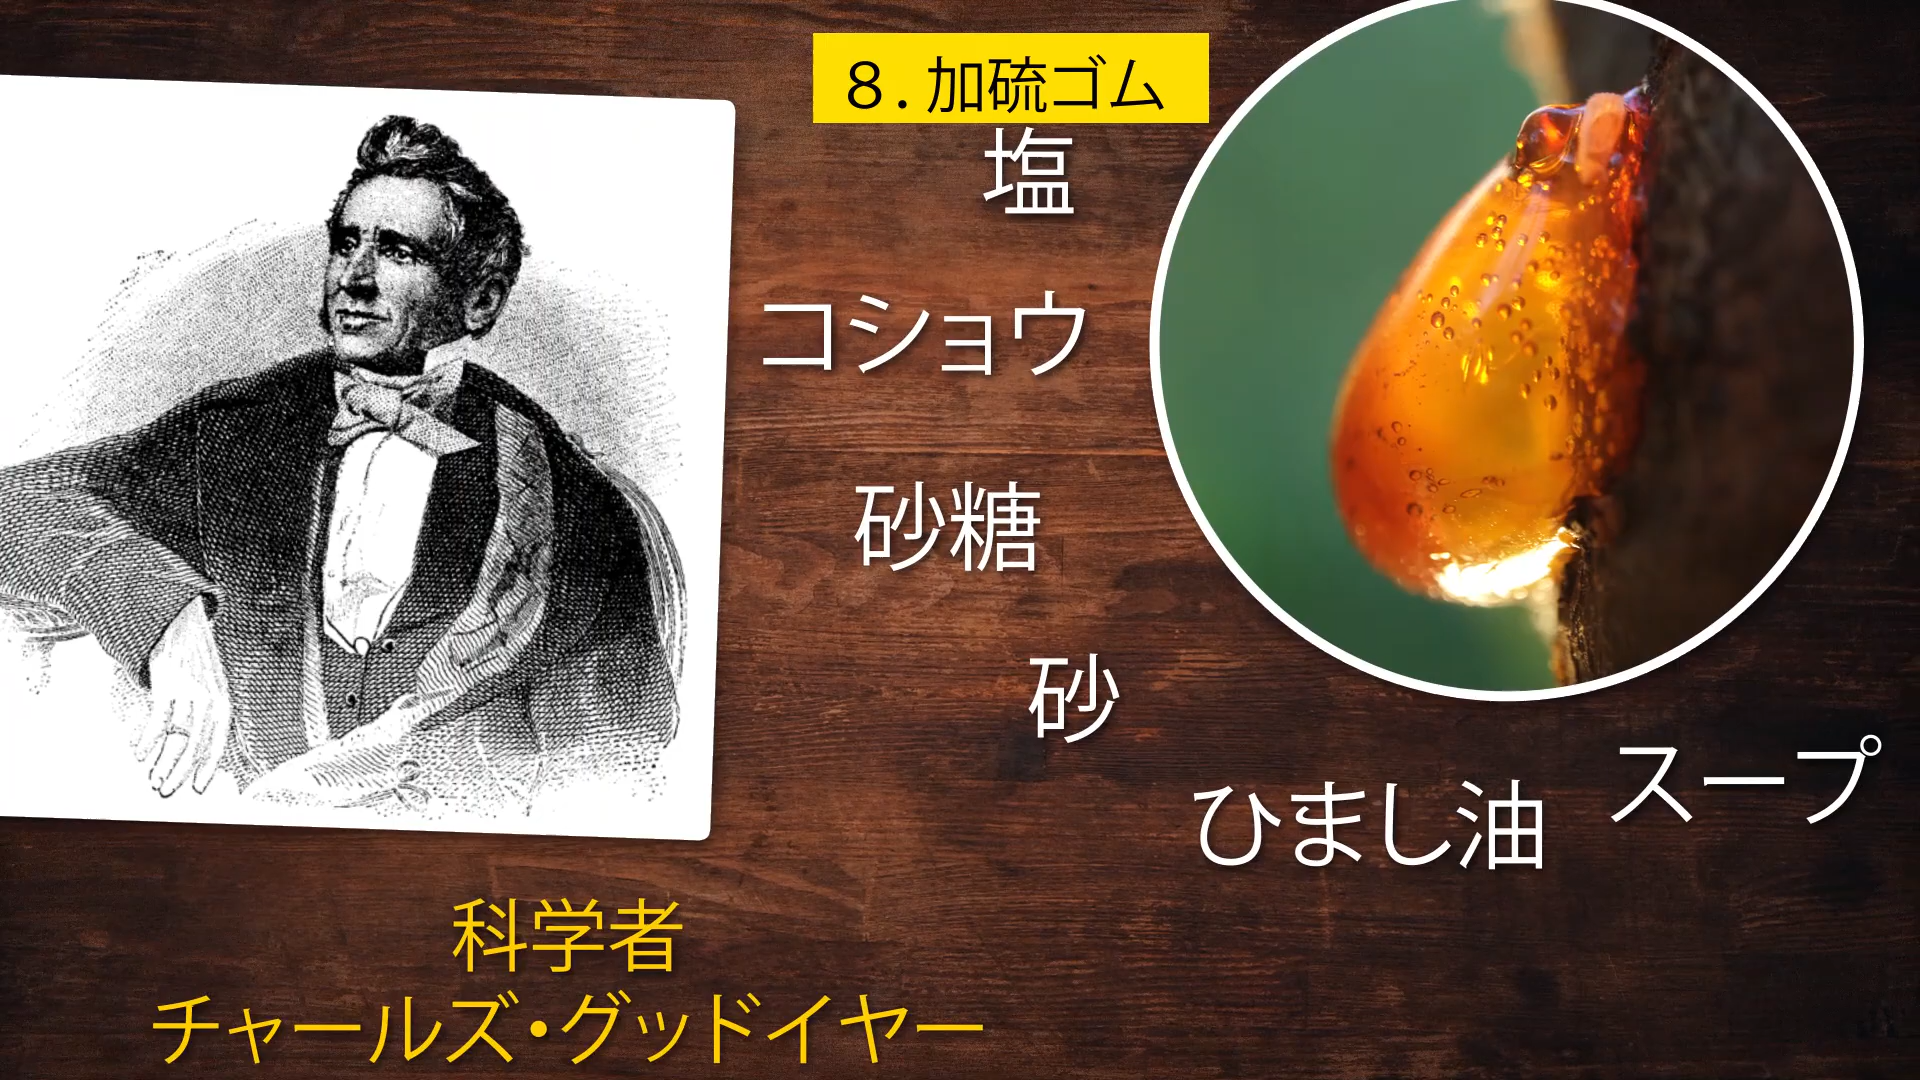 8．加硫ゴム
塩
コショウ
砂糖
砂
ひまし油
スープ
科学者
チャールズ・グッドイヤー